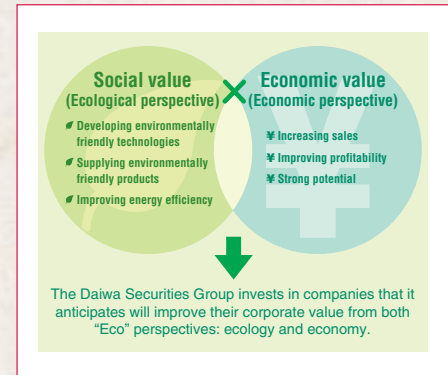 Social value
(Ecological perspective)
Developing environmentally
friendly technologies
Supplying environmentally
friendly products
Improving energy efficiency
×
Economic value
(Economic perspective)
¥ Increasing sales
¥ Improving profitability
¥ Strong potential
¥
The Daiwa Securities Group invests in companies that it
anticipates will improve their corporate value from both
“Eco” perspectives: ecology and economy.